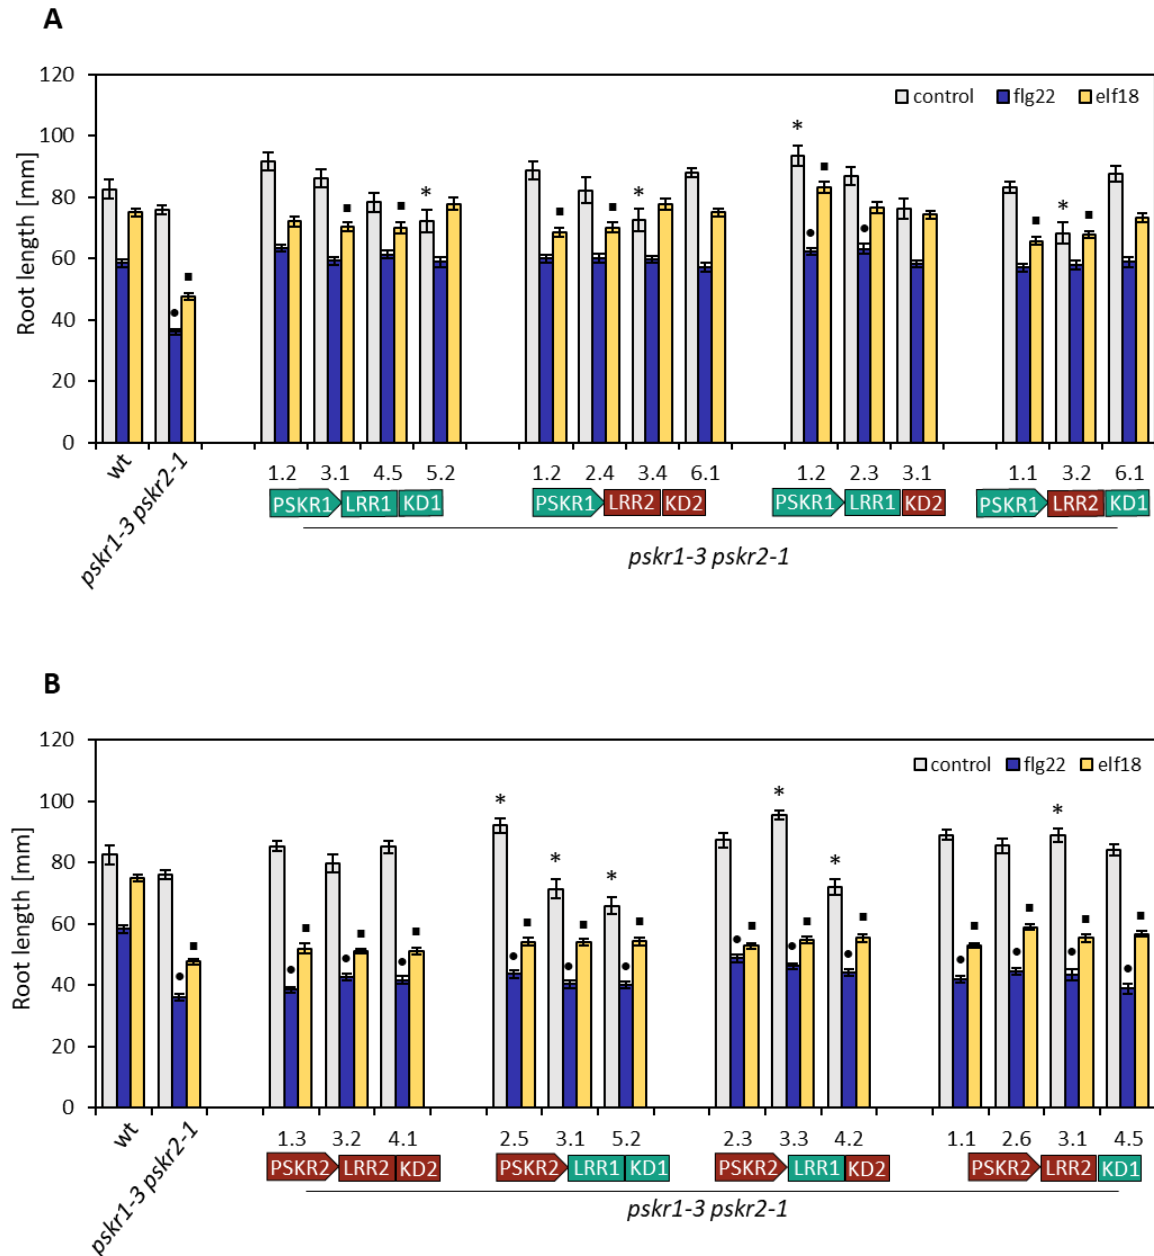 A
120
100
80
60
40
20
0
Root length [mm]
control flg22 elf18
* * * *
wt
pskr1-3 pskr2-1
1.2 3.1 4.5 5.2 1.2 2.4 3.4 6.1 1.2 2.3 3.1 1.1 3.2 6.1
PSKR1 LRR1 KD1 PSKR1 LRR2 KD2 PSKR1 LRR1 KD2 PSKR1 LRR2 KD1
pskr1-3 pskr2-1
B
120
100
80
60
40
20
0
Root length [mm]
control flg22 elf18
* * * * * *
wt
pskr1-3 pskr2-1
1.3 3.2 4.1 2.5 3.1 5.2 2.3 3.3 4.2 1.1 2.6 3.1 4.5
PSKR2 LRR2 KD2 PSKR2 LRR1 KD1 PSKR2 LRR1 KD2 PSKR2 LRR2 KD1
pskr1-3 pskr2-1